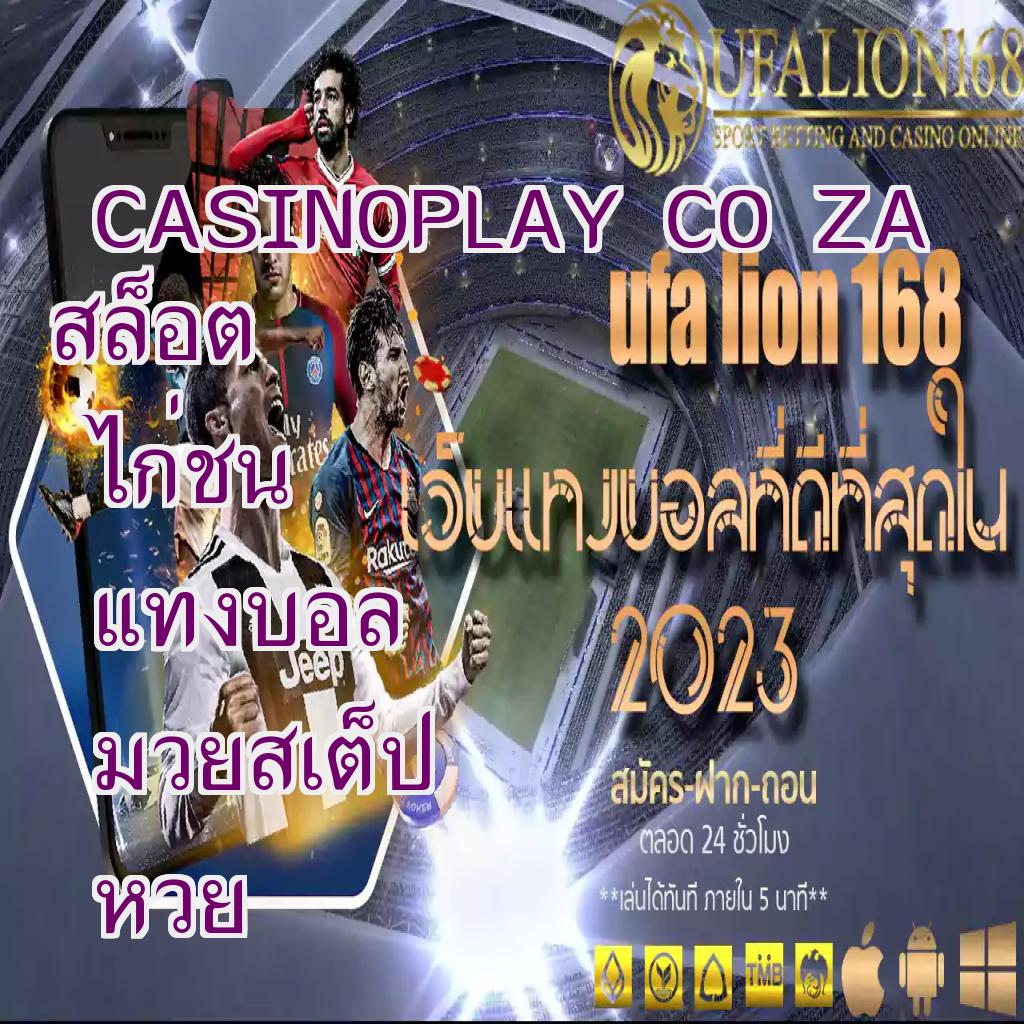 UFALION168
SPORT BETTING AND CASINO ONLINE
CASINOPLAY CO ZA
ufa lion 168
สล็อต
ไก่ชน
เว็บแทงบอลที่ดีที่สุดใน
2023
แทงบอล
Jeep
มวยสเต็ป
สมัคร-ฝาก-ถอน
ตลอด 24 ชั่วโมง
หวย
**เล่นได้ทันที ภายใน 5 นาที**
TMB